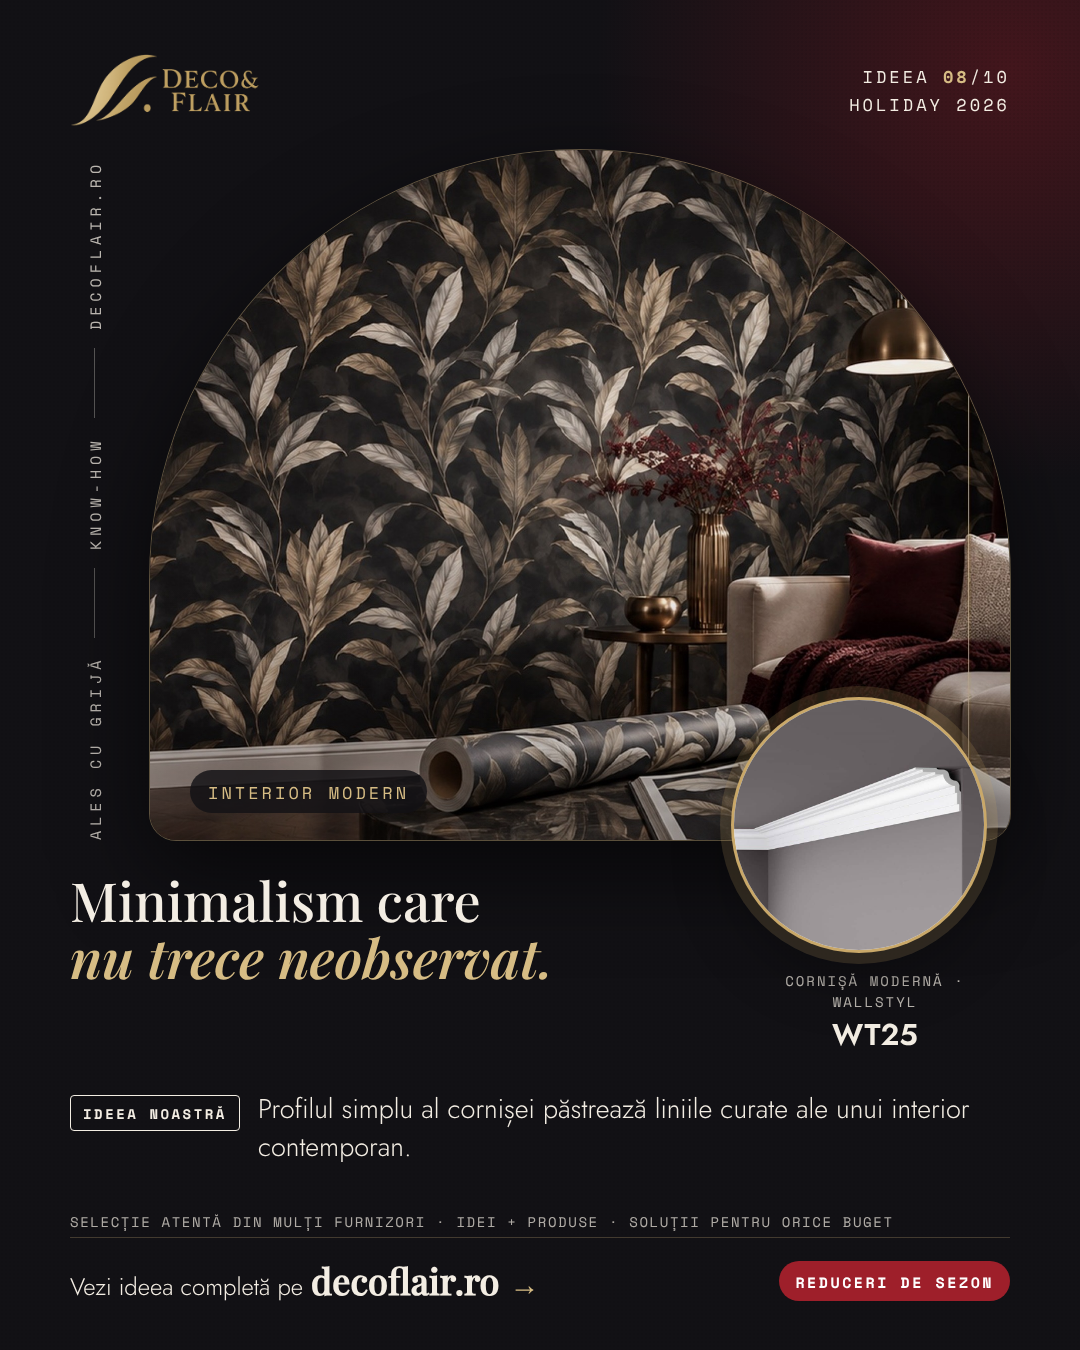 DECO&
FLAIR
IDEEA 08/10
HOLIDAY 2026
ALES CU GRIJĂ — KNOW-HOW — DECOFLAIR.RO
INTERIOR MODERN
Minimalism care
nu trece neobservat.
CORNIȘĂ MODERNĂ ·
WALLSTYL
WT25
IDEEA NOASTRĂ
Profilul simplu al cornișei păstrează liniile curate ale unui interior
contemporan.
SELECȚIE ATENTĂ DIN MULȚI FURNIZORI · IDEI + PRODUSE · SOLUȚII PENTRU ORICE BUGET
Vezi ideea completă pe decoflair.ro →
REDUCERI DE SEZON